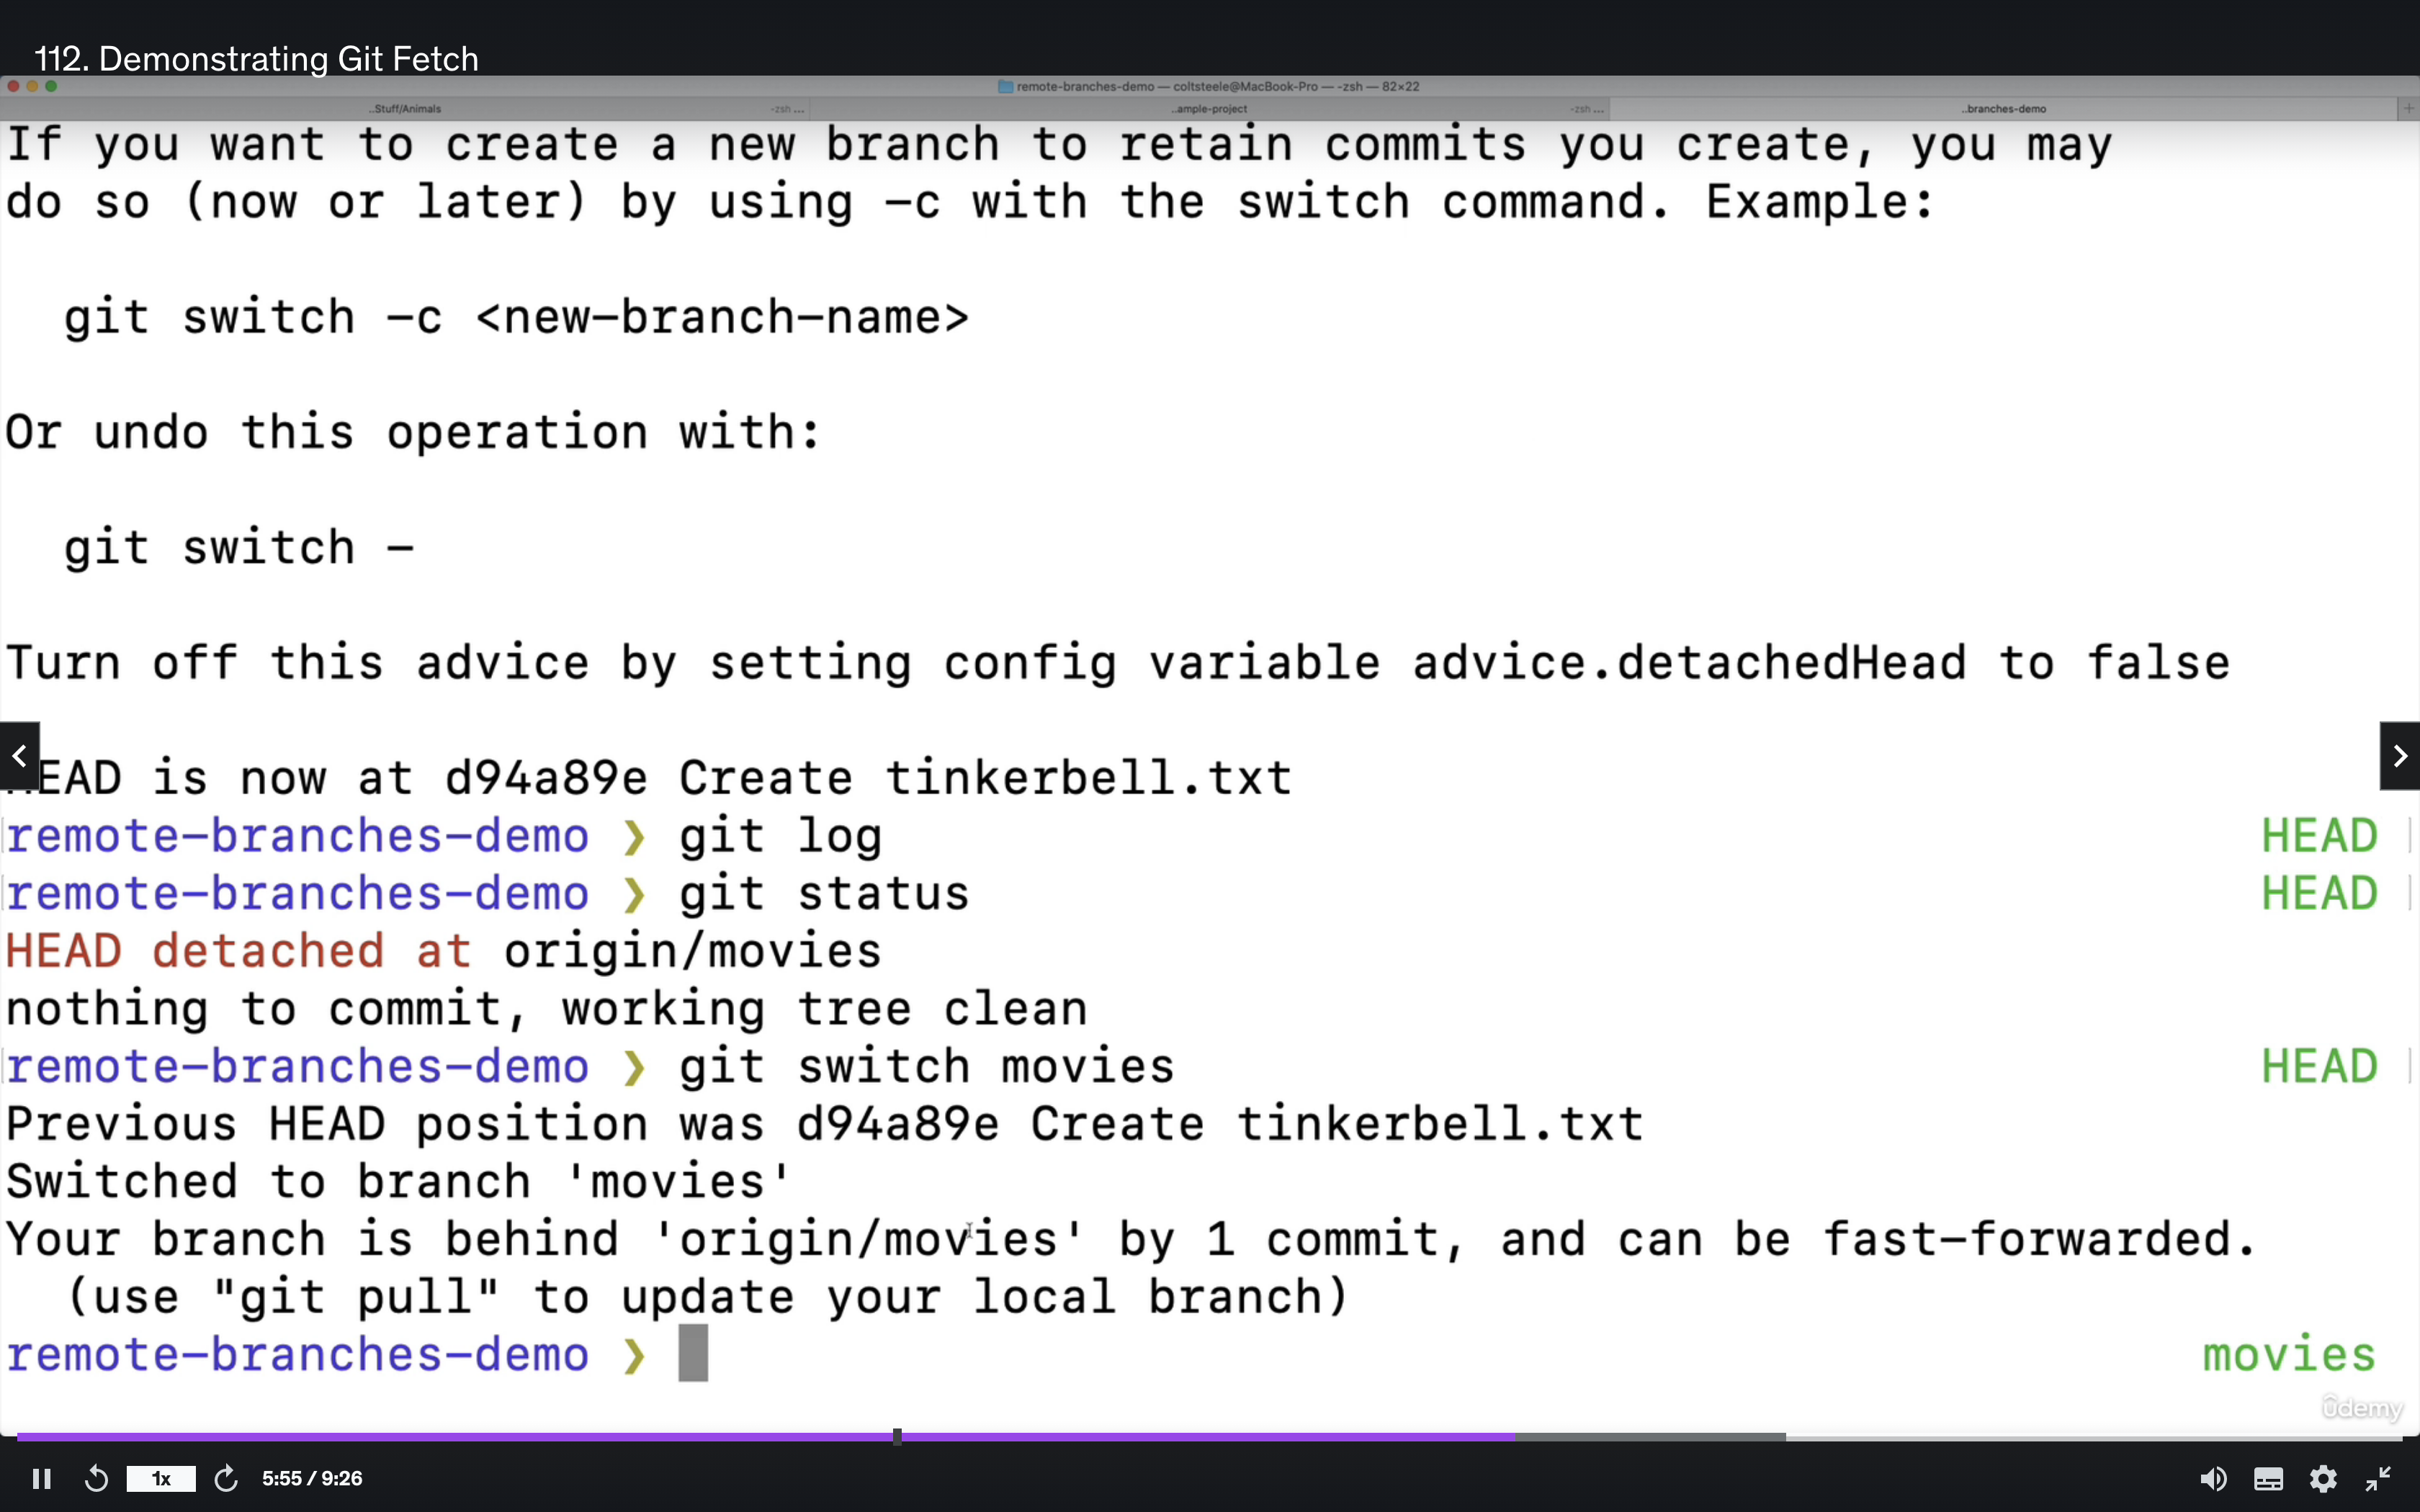 112. Demonstrating Git Fetch
remote-branches-demo — coltsteele@MacBook-Pro — -zsh — 82×22
..Stuff/Animals -zsh ... ..ample-project -zsh ... ..branches-demo +
If you want to create a new branch to retain commits you create, you may
do so (now or later) by using -c with the switch command. Example:
git switch -c <new-branch-name>
Or undo this operation with:
git switch -
Turn off this advice by setting config variable advice.detachedHead to false
EAD is now at d94a89e Create tinkerbell.txt
remote-branches-demo ❯ git log HEAD
remote-branches-demo ❯ git status HEAD
HEAD detached at origin/movies
nothing to commit, working tree clean
remote-branches-demo ❯ git switch movies HEAD
Previous HEAD position was d94a89e Create tinkerbell.txt
Switched to branch 'movies'
Your branch is behind 'origin/movies' by 1 commit, and can be fast-forwarded.
(use "git pull" to update your local branch)
remote-branches-demo ❯ movies
ûdemy
1x 5:55 / 9:26